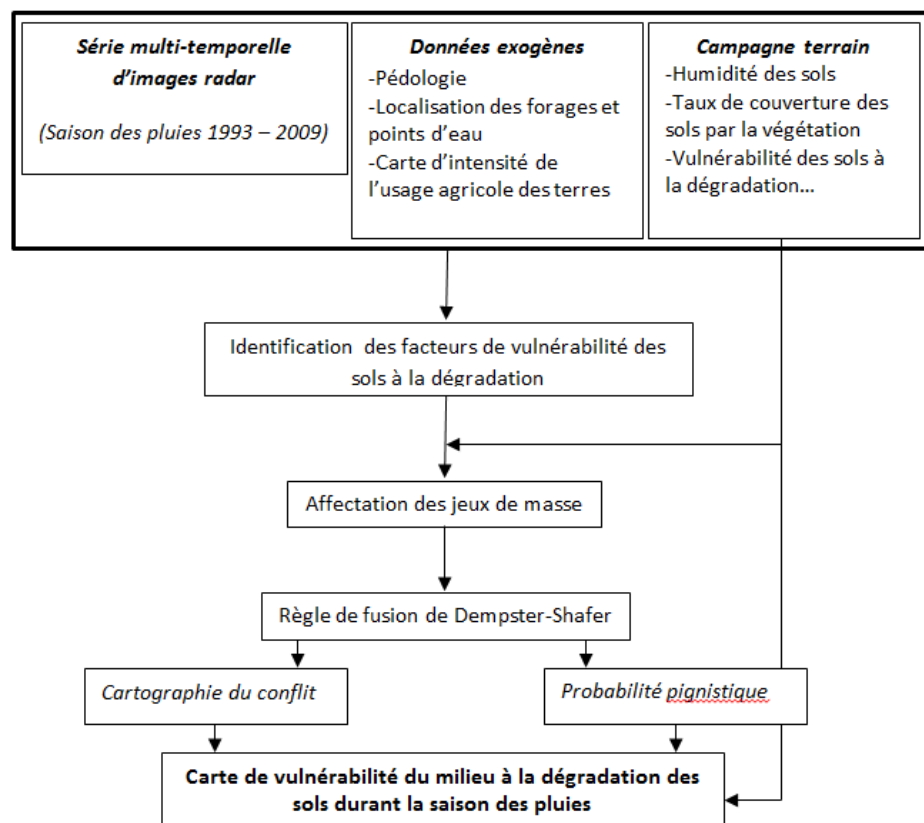 Série multi-temporelle
d'images radar
(Saison des pluies 1993 – 2009)
Données exogènes
-Pédologie
-Localisation des forages et
points d'eau
-Carte d'intensité de
l'usage agricole des terres
Campagne terrain
-Humidité des sols
-Taux de couverture des
sols par la végétation
-Vulnérabilité des sols à
la dégradation...
Identification des facteurs de vulnérabilité des
sols à la dégradation
Affectation des jeux de masse
Règle de fusion de Dempster-Shafer
Cartographie du conflit
Probabilité pignistique
Carte de vulnérabilité du milieu à la dégradation des
sols durant la saison des pluies